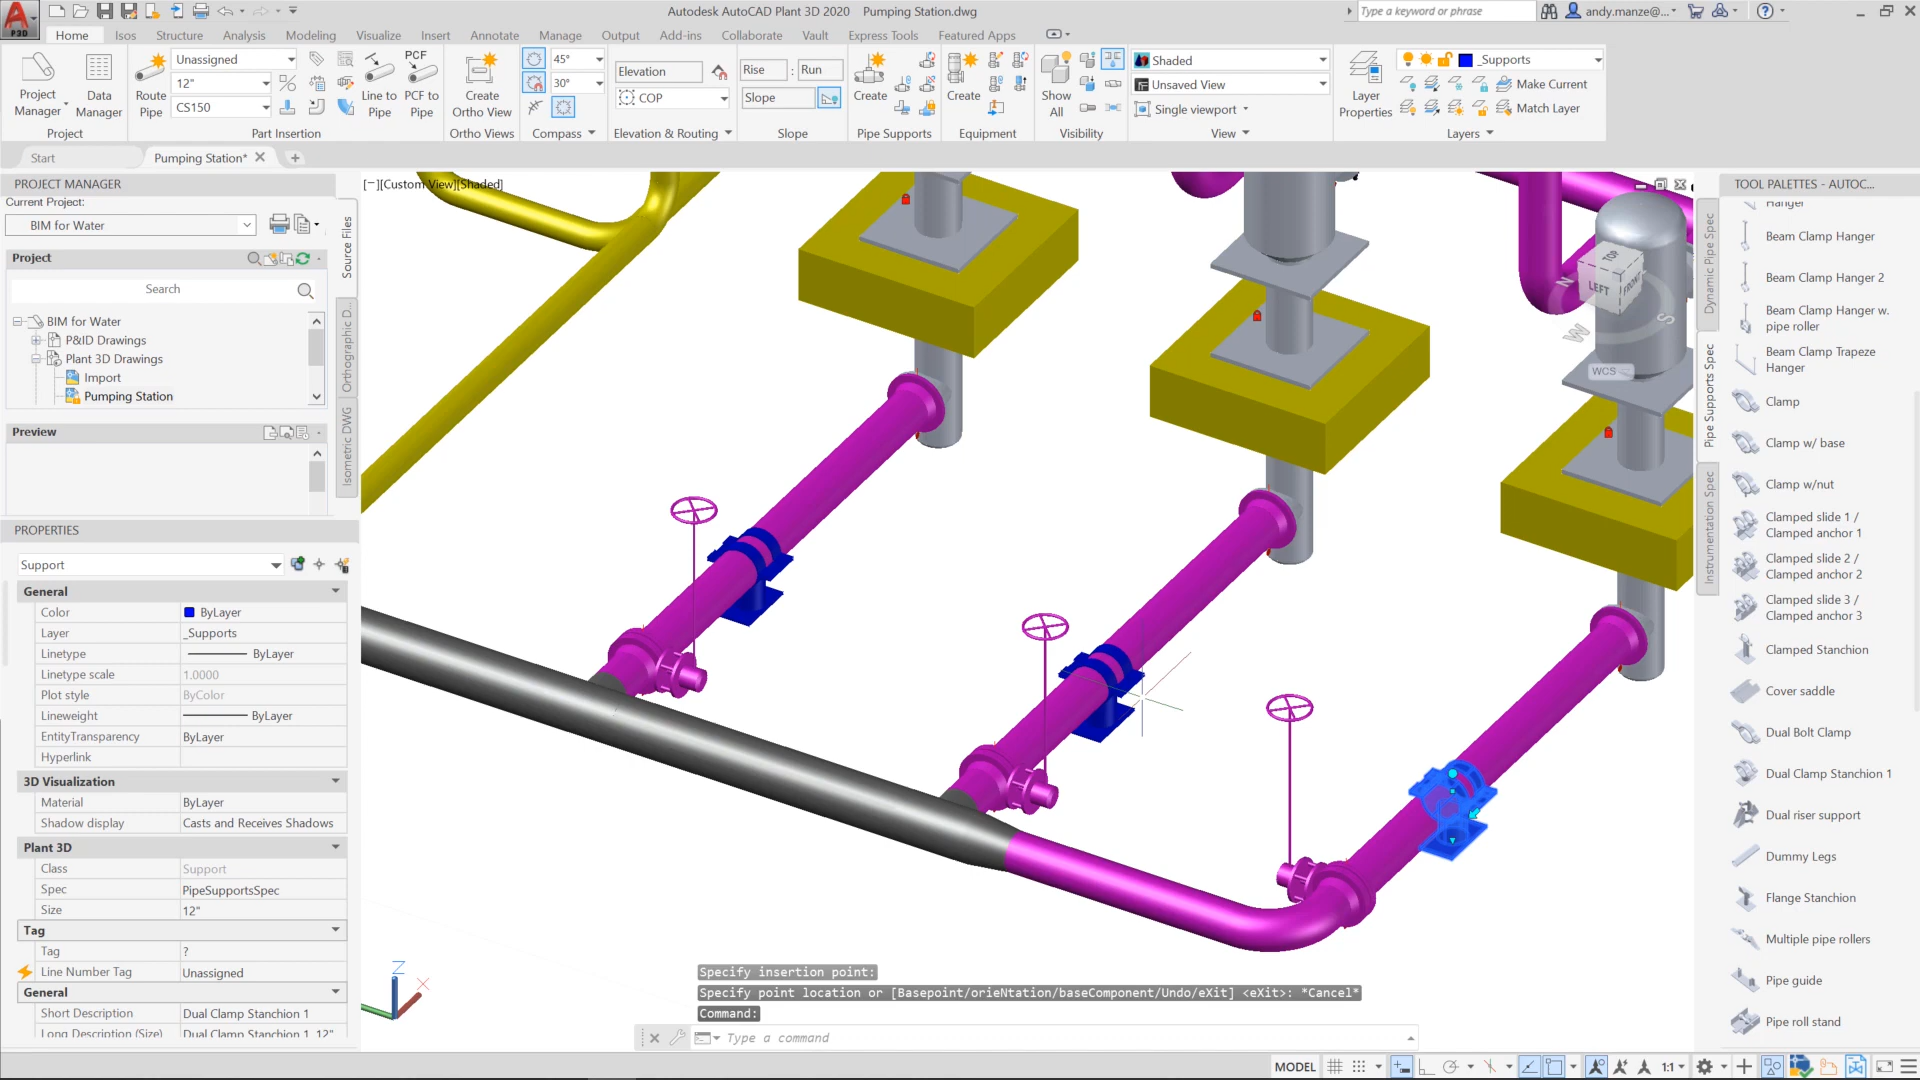 P3D
Autodesk AutoCAD Plant 3D 2020 Pumping Station.dwg
Type a keyword or phrase
andy.manze@...
Home
Isos
Structure
Analysis
Modeling
Visualize
Insert
Annotate
Manage
Output
Add-ins
Collaborate
Vault
Express Tools
Featured Apps
Project Manager
Data Manager
Project
Route Pipe
Unassigned
12"
CS150
Line to Pipe
PCF
PCF to Pipe
Part Insertion
Create Ortho View
Ortho Views
45°
30°
Compass
Elevation
COP
Elevation & Routing
Rise : Run
Slope
Slope
Create
Pipe Supports
Create
Equipment
Show All
Visibility
Shaded
Unsaved View
Single viewport
View
Layer Properties
_Supports
Make Current
Match Layer
Layers
Start
Pumping Station*
PROJECT MANAGER
Current Project:
BIM for Water
Project
Search
BIM for Water
P&ID Drawings
Plant 3D Drawings
Import
Pumping Station
Preview
Source Files
Orthographic D...
Isometric DWG
PROPERTIES
Support
General
Color ByLayer
Layer _Supports
Linetype ByLayer
Linetype scale 1.0000
Plot style ByColor
Lineweight ByLayer
EntityTransparency ByLayer
Hyperlink
3D Visualization
Material ByLayer
Shadow display Casts and Receives Shadows
Plant 3D
Class Support
Spec PipeSupportsSpec
Size 12"
Tag
Tag ?
Line Number Tag Unassigned
General
Short Description Dual Clamp Stanchion 1
Long Description (Size) Dual Clamp Stanchion 1, 12"
[−][Custom View][Shaded]
TOP
LEFT
FRONT
N
W
S
WCS
Z
X
Specify insertion point:
Specify point location or [Basepoint/orieNtation/baseComponent/Undo/eXit] <eXit>: *Cancel*
Command:
Type a command
TOOL PALETTES - AUTOC...
Dynamic Pipe Spec
Pipe Supports Spec
Instrumentation Spec
Hanger
Beam Clamp Hanger
Beam Clamp Hanger 2
Beam Clamp Hanger w.
pipe roller
Beam Clamp Trapeze
Hanger
Clamp
Clamp w/ base
Clamp w/nut
Clamped slide 1 /
Clamped anchor 1
Clamped slide 2 /
Clamped anchor 2
Clamped slide 3 /
Clamped anchor 3
Clamped Stanchion
Cover saddle
Dual Bolt Clamp
Dual Clamp Stanchion 1
Dual riser support
Dummy Legs
Flange Stanchion
Multiple pipe rollers
Pipe guide
Pipe roll stand
MODEL
1:1